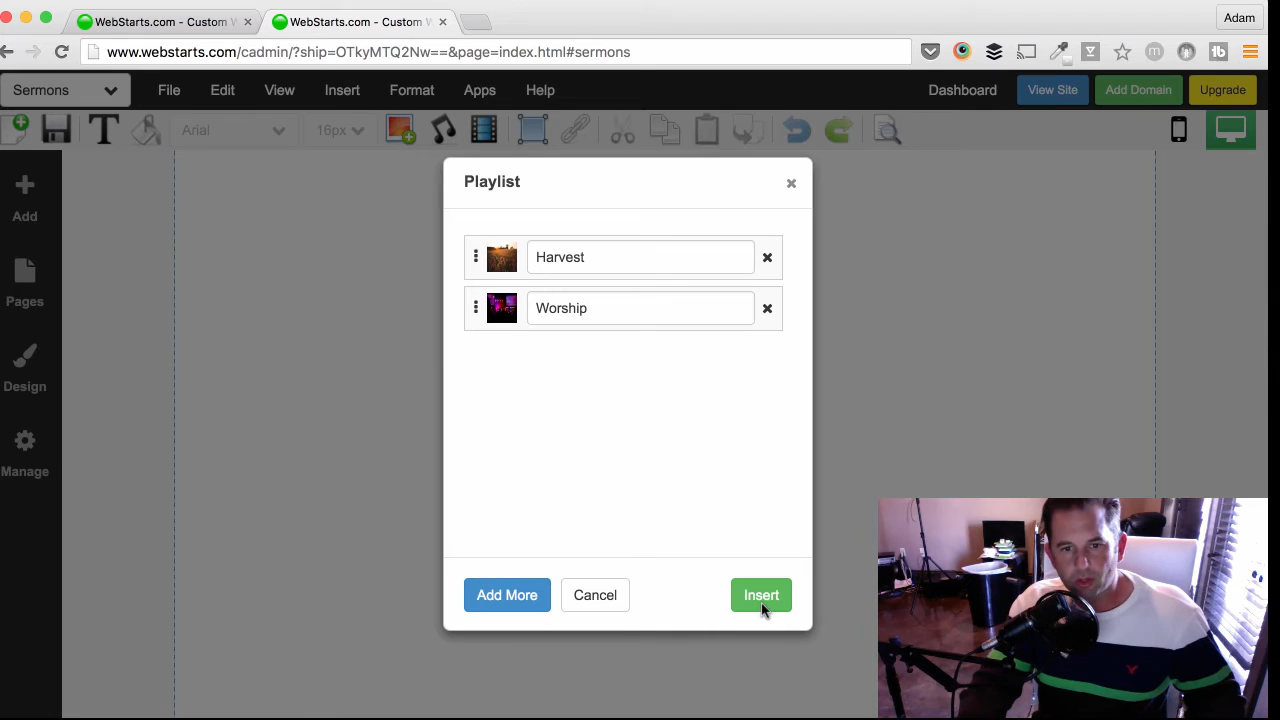 WebStarts.com - Custom W
WebStarts.com - Custom W
Adam
www.webstarts.com/cadmin/?ship=OTkyMTQ2Nw==&page=index.html#sermons
Sermons File Edit View Insert Format Apps Help Dashboard View Site Add Domain Upgrade
T Arial 16px
Playlist
Add
Harvest
Worship
Pages
Design
Manage
Add More Cancel Insert